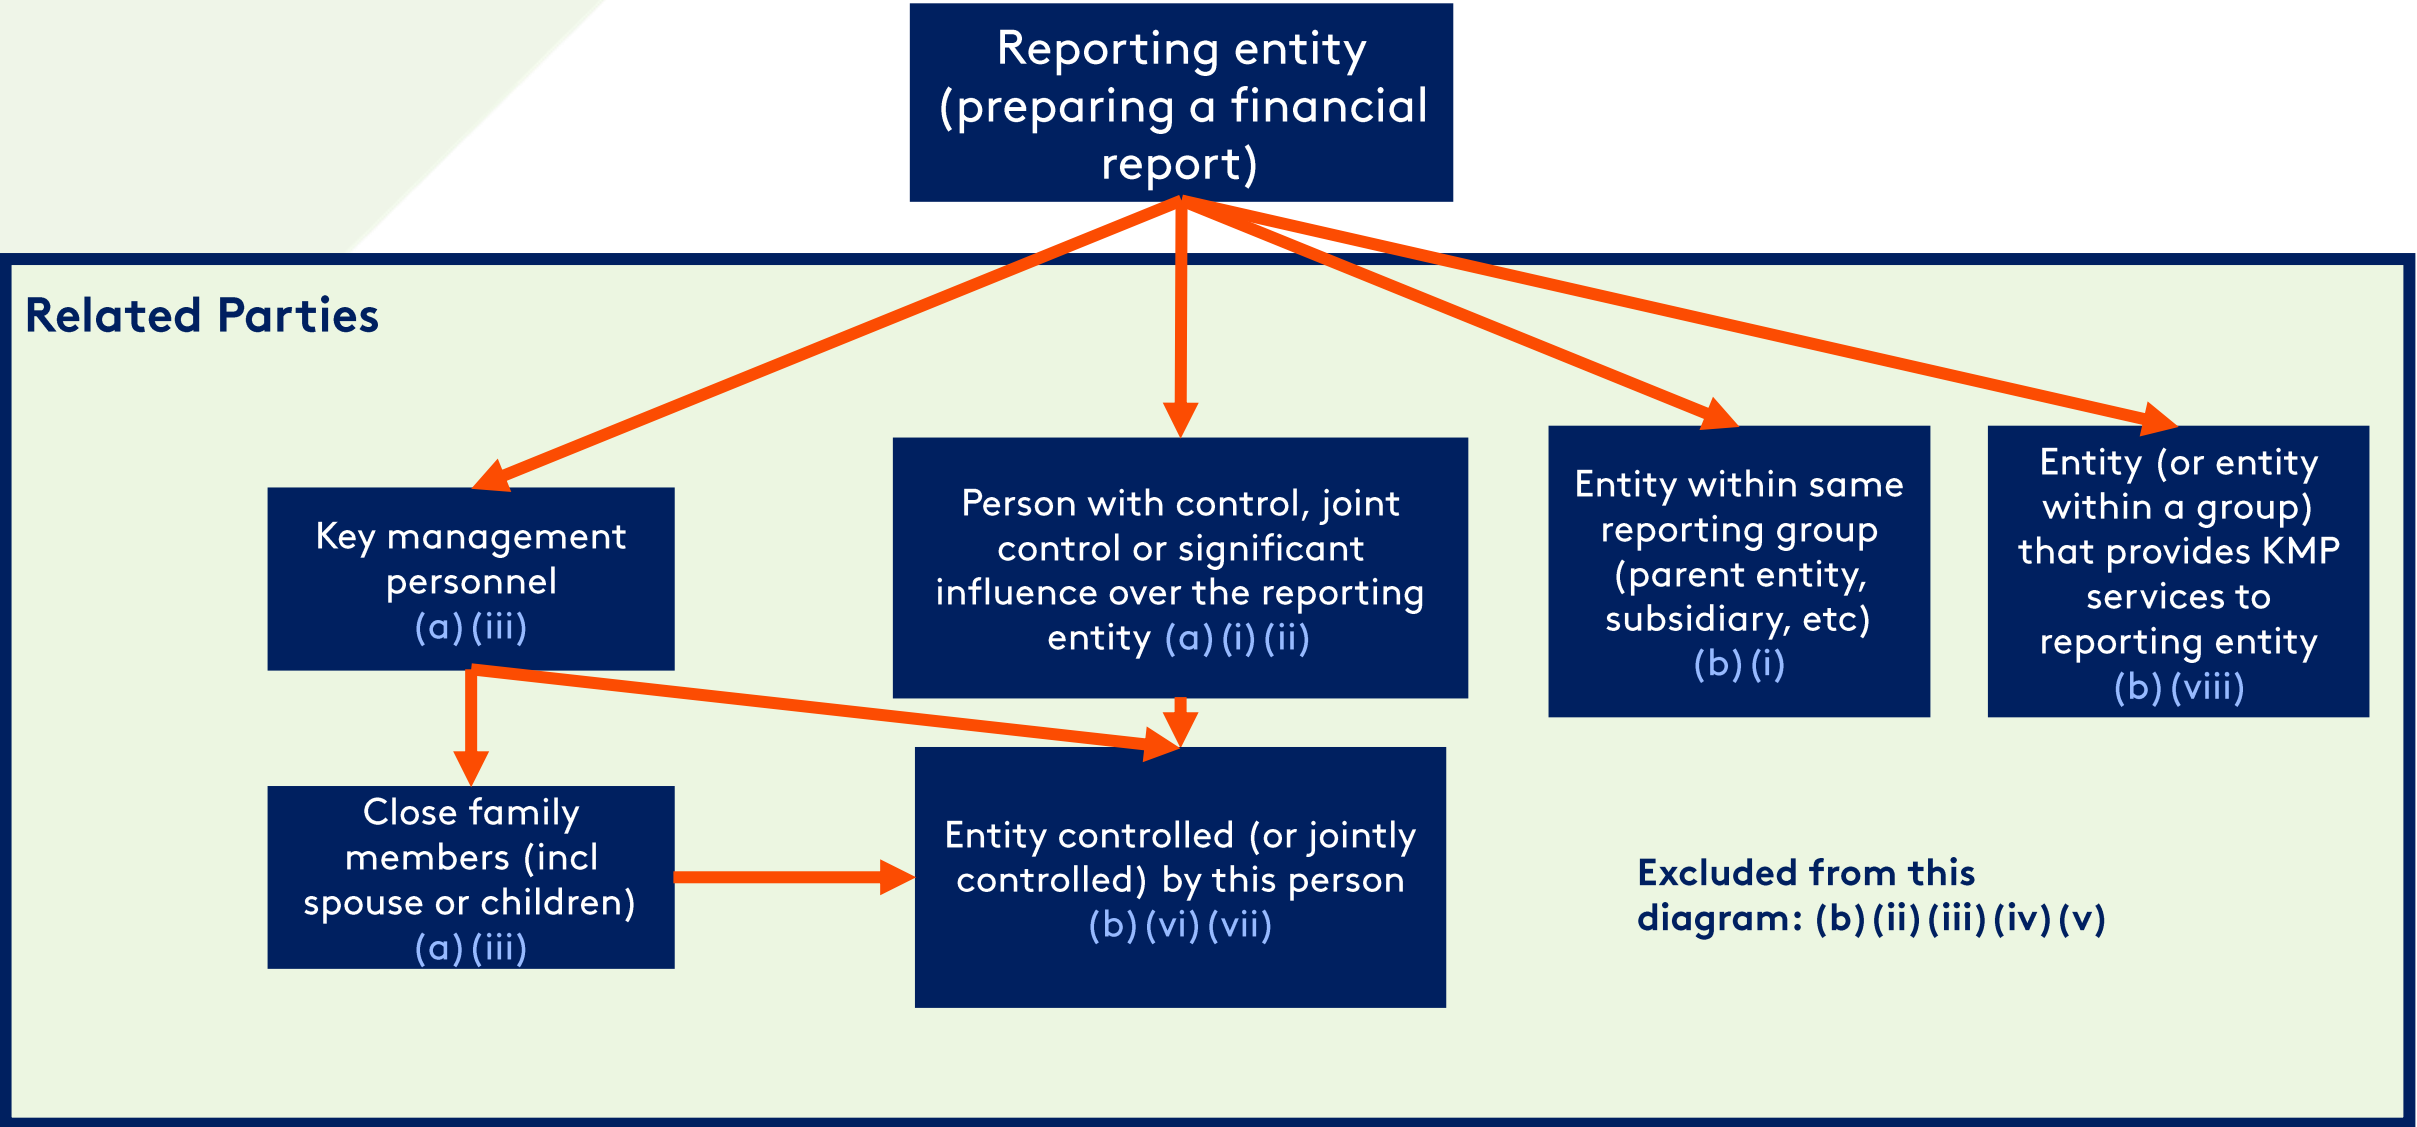 Reporting entity
(preparing a financial
report)
Related Parties
Key management
personnel
(a)(iii)
Person with control, joint
control or significant
influence over the reporting
entity (a)(i)(ii)
Entity within same
reporting group
(parent entity,
subsidiary, etc)
(b)(i)
Entity (or entity
within a group)
that provides KMP
services to
reporting entity
(b)(viii)
Close family
members (incl
spouse or children)
(a)(iii)
Entity controlled (or jointly
controlled) by this person
(b)(vi)(vii)
Excluded from this
diagram: (b)(ii)(iii)(iv)(v)